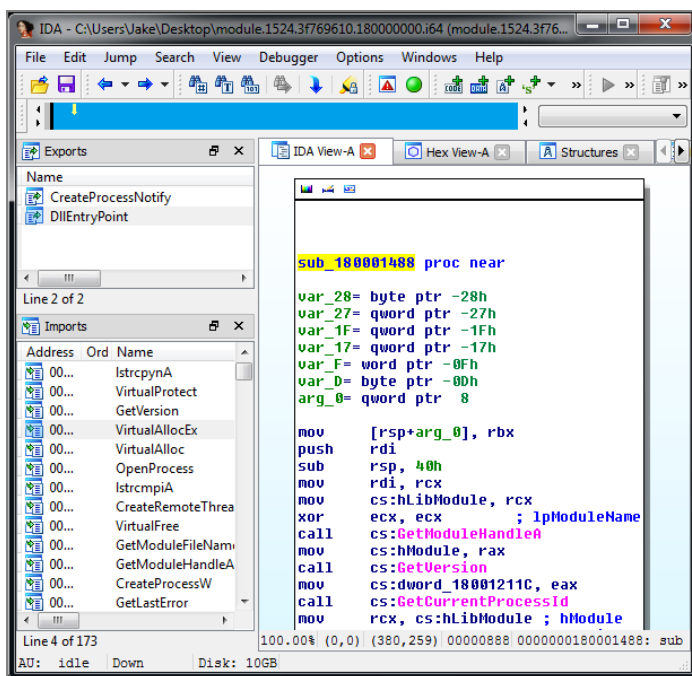 IDA - C:\Users\Jake\Desktop\module.1524.3f769610.180000000.i64 (module.1524.3f76...
File Edit Jump Search View Debugger Options Windows Help
Exports
IDA View-A
Hex View-A
Structures
Name
CreateProcessNotify
DllEntryPoint
Line 2 of 2
Imports
Address Ord Name
00... lstrcpynA
00... VirtualProtect
00... GetVersion
00... VirtualAllocEx
00... VirtualAlloc
00... OpenProcess
00... lstrcmpiA
00... CreateRemoteThrea
00... VirtualFree
00... GetModuleFileNam
00... GetModuleHandleA
00... CreateProcessW
00... GetLastError
Line 4 of 173
sub_180001488 proc near
var_28= byte ptr -28h
var_27= qword ptr -27h
var_1F= qword ptr -1Fh
var_17= qword ptr -17h
var_F= word ptr -0Fh
var_D= byte ptr -0Dh
arg_0= qword ptr 8
mov [rsp+arg_0], rbx
push rdi
sub rsp, 40h
mov rdi, rcx
mov cs:hLibModule, rcx
xor ecx, ecx ; lpModuleName
call cs:GetModuleHandleA
mov cs:hModule, rax
call cs:GetVersion
mov cs:dword_18001211C, eax
call cs:GetCurrentProcessId
mov rcx, cs:hLibModule ; hModule
100.00% (0,0) (380,259) 00000888 0000000180001488: sub
AU: idle Down Disk: 10GB